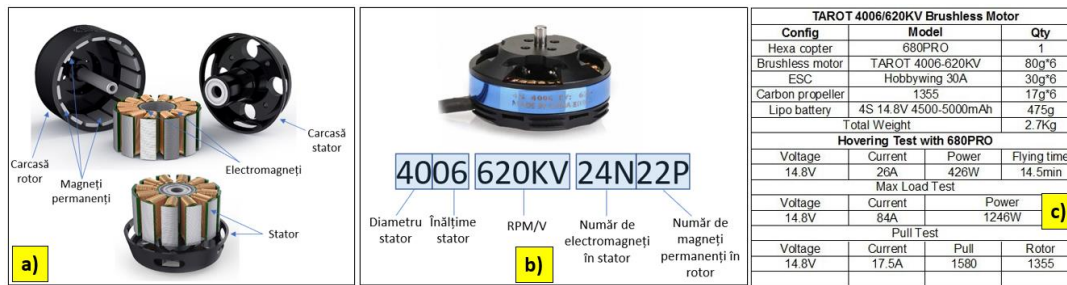 Carcasă
stator
Carcasă
rotor
Magneți
permanenți
Electromagneți
Stator
a)
4006 620KV 24N22P
Diametru
stator
Înălțime
stator
RPM/V
Număr de
electromagneți
în stator
Număr de
magneți
permanenți în
rotor
b)
TAROT 4006/620KV Brushless Motor
Config Model Qty
Hexa copter 680PRO 1
Brushless motor TAROT 4006-620KV 80g*6
ESC Hobbywing 30A 30g*6
Carbon propeller 1355 17g*6
Lipo battery 4S 14.8V 4500-5000mAh 475g
Total Weight 2.7Kg
Hovering Test with 680PRO
Voltage Current Power Flying time
14.8V 26A 426W 14.5min
Max Load Test
Voltage Current Power
14.8V 84A 1246W
c)
Pull Test
Voltage Current Pull Rotor
14.8V 17.5A 1580 1355